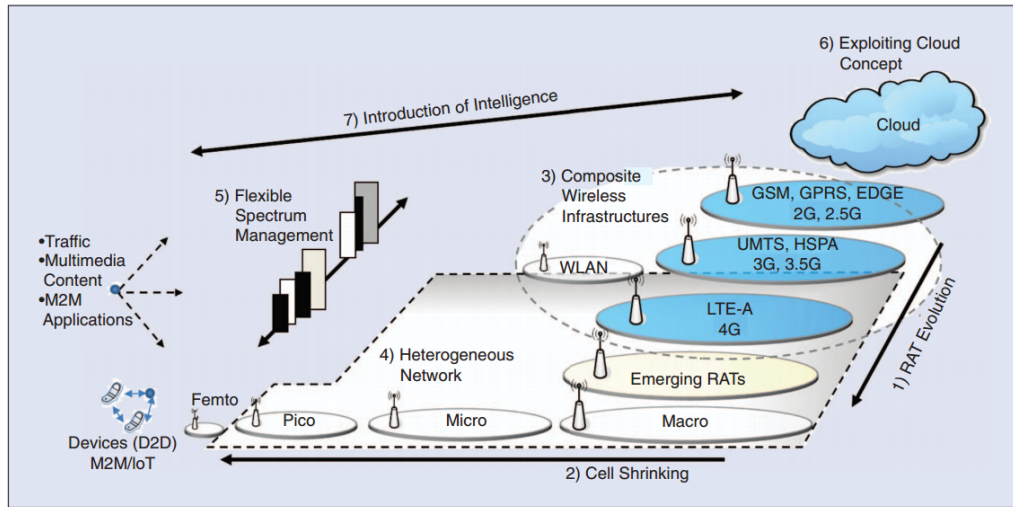 6) Exploiting Cloud
Concept
Cloud
7) Introduction of Intelligence
3) Composite
Wireless
Infrastructures
GSM, GPRS, EDGE
2G, 2.5G
5) Flexible
Spectrum
Management
UMTS, HSPA
3G, 3.5G
WLAN
•Traffic
•Multimedia
Content
•M2M
Applications
LTE-A
4G
1) RAT Evolution
4) Heterogeneous
Network
Emerging RATs
Femto
Pico
Micro
Macro
Devices (D2D)
M2M/IoT
2) Cell Shrinking